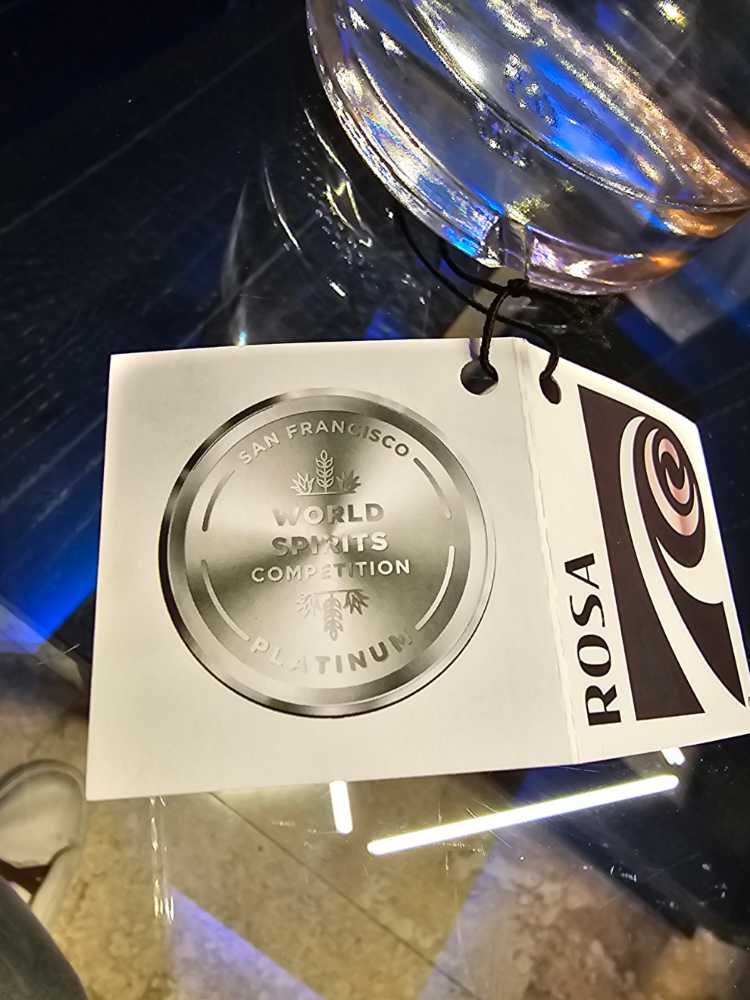 SAN FRANCISCO
WORLD
SPIRITS
COMPETITION
PLATINUM
ROSA